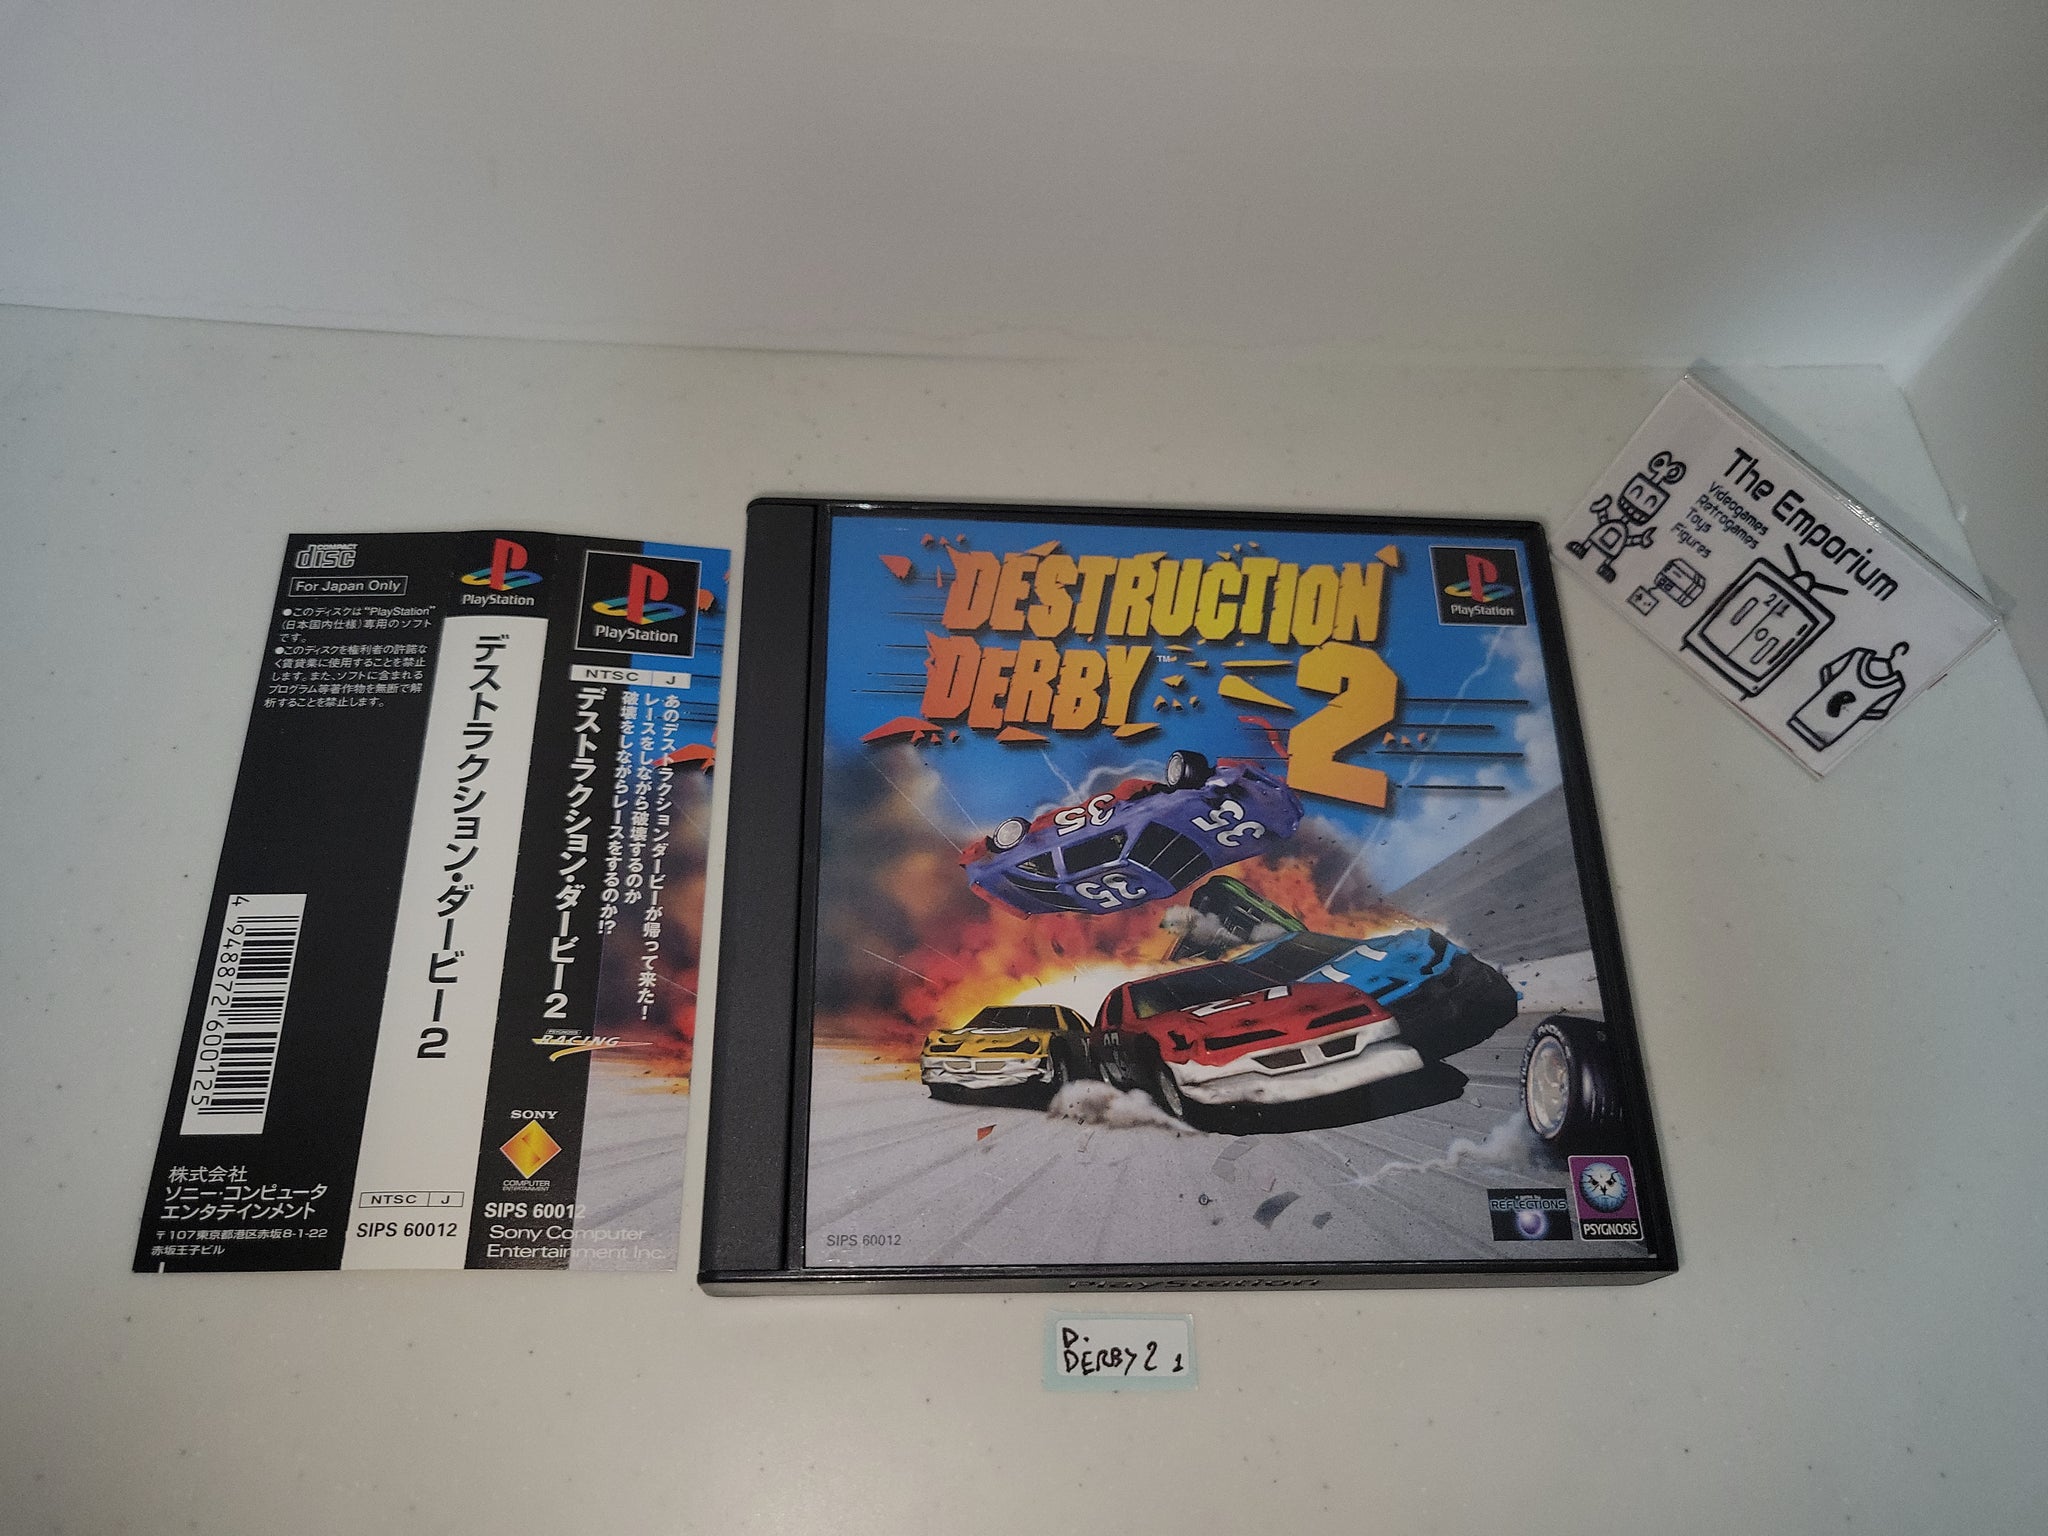 COMPACT
disc
For Japan Only
●このディスクは"PlayStation"
(日本国内仕様)専用のソフト
です。
●このディスクを権利者の許諾な
く賃貸業に使用することを禁止
します。また、ソフトに含まれる
プログラム等著作物を無断で解
析することを禁止します。
4 948872 600125
株式会社
ソニー・コンピュータ
エンタテインメント
〒107東京都港区赤坂8-1-22
赤坂王子ビル
PlayStation
デストラクション・ダービー2
NTSC J
SIPS 60012
PlayStation
NTSC J
あのデストラクションダービーが帰って来た!
レースをしながら破壊するのか
破壊をしながらレースをするのか!?
デストラクション・ダービー2
PSYGNOSIS
RACING
SONY
COMPUTER
ENTERTAINMENT
SIPS 60012
Sony Computer
Entertainment Inc.
DESTRUCTION
DERBY™ 2
PlayStation
35
35
35
SIPS 60012
a game by
REFLECTIONS
PSYGNOSIS
PlayStation
The Emporium
Videogames
Retrogames
Toys
Figures
D.
DERBY 2 1